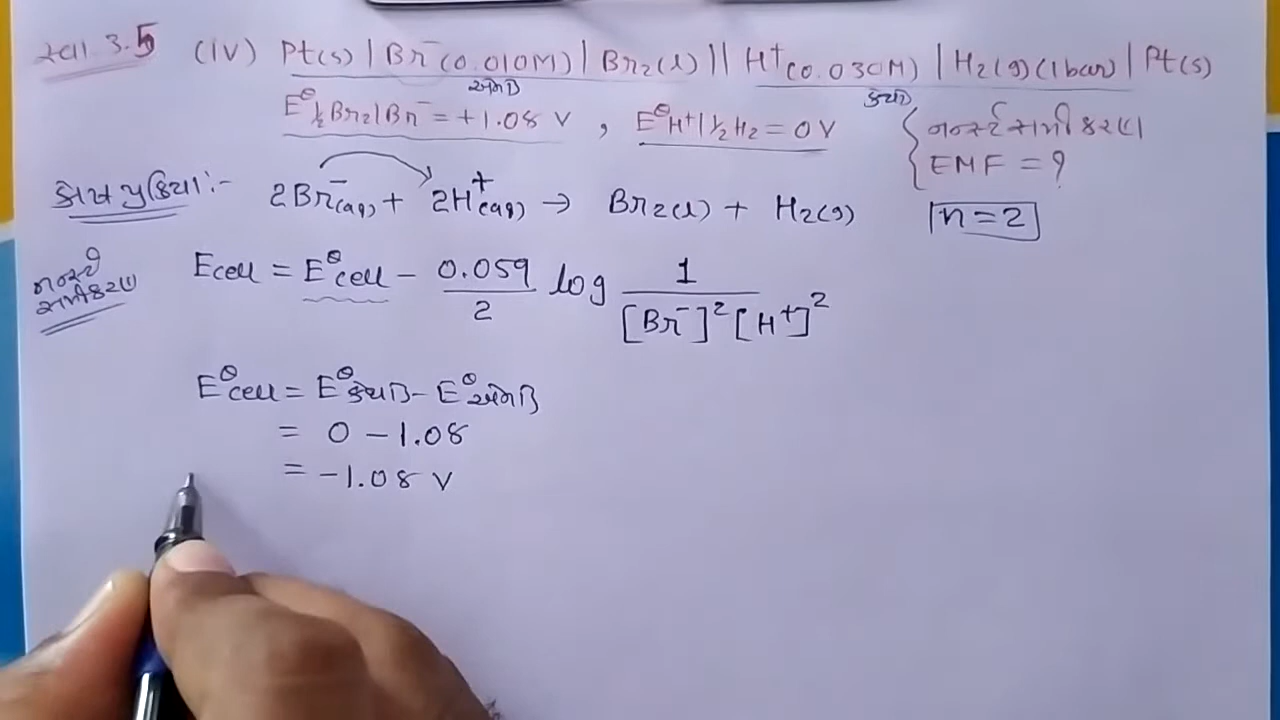 સ્વા. 3.5 (iv) Pt(s) | Br⁻(0.010M) | Br₂(l) || H⁺(0.030M) | H₂(g)(1bar) | Pt(s)
એનોડ કેથોડ
E⊖½Br₂|Br⁻ = +1.08 V , E⊖H⁺|½H₂ = 0 V { નર્ન્સ્ટ સમીકરણ
EMF = ?
કોષ પ્રક્રિયા :- 2Br⁻(aq) + 2H⁺(aq) → Br₂(l) + H₂(g) n=2
નર્ન્સ્ટ સમીકરણ Ecell = E⊖cell - 0.059/2 log 1/[Br⁻]²[H⁺]²
E⊖cell = E⊖કેથોડ - E⊖એનોડ
= 0 - 1.08
= -1.08 V